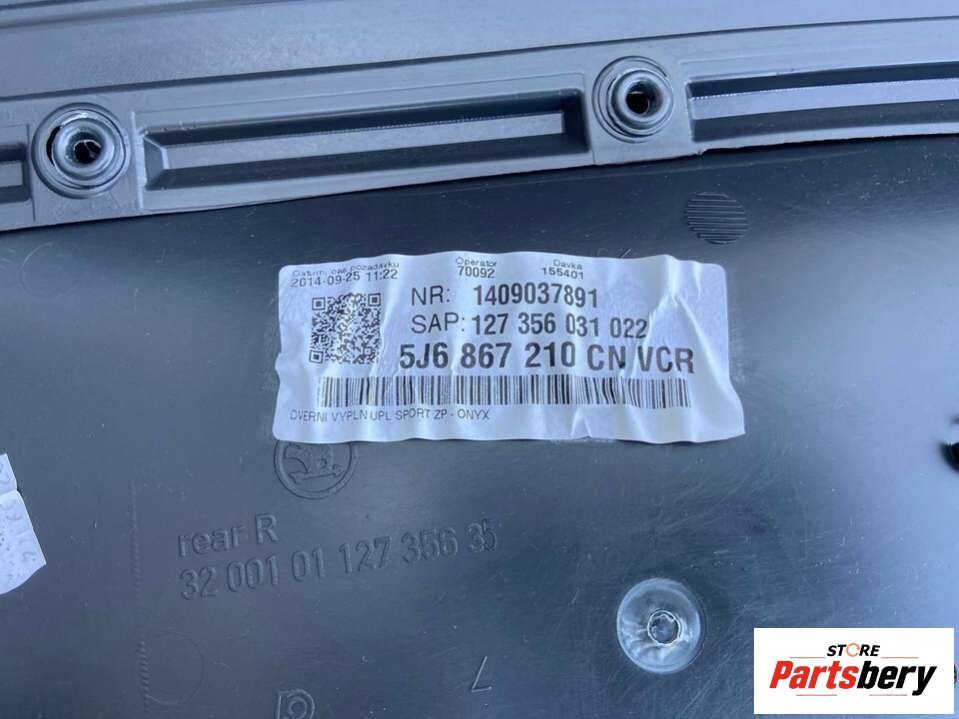 Operator
Davka
2014-09-25 11:22
70092
155401
NR: 1409037891
SAP: 127 356 031 022
5J6 867 210 CN VCR
DVERNI VYPLN UPL SPORT ZP - ONYX
rear R
32 001 01 127 356 35
7
STORE
Partsbery